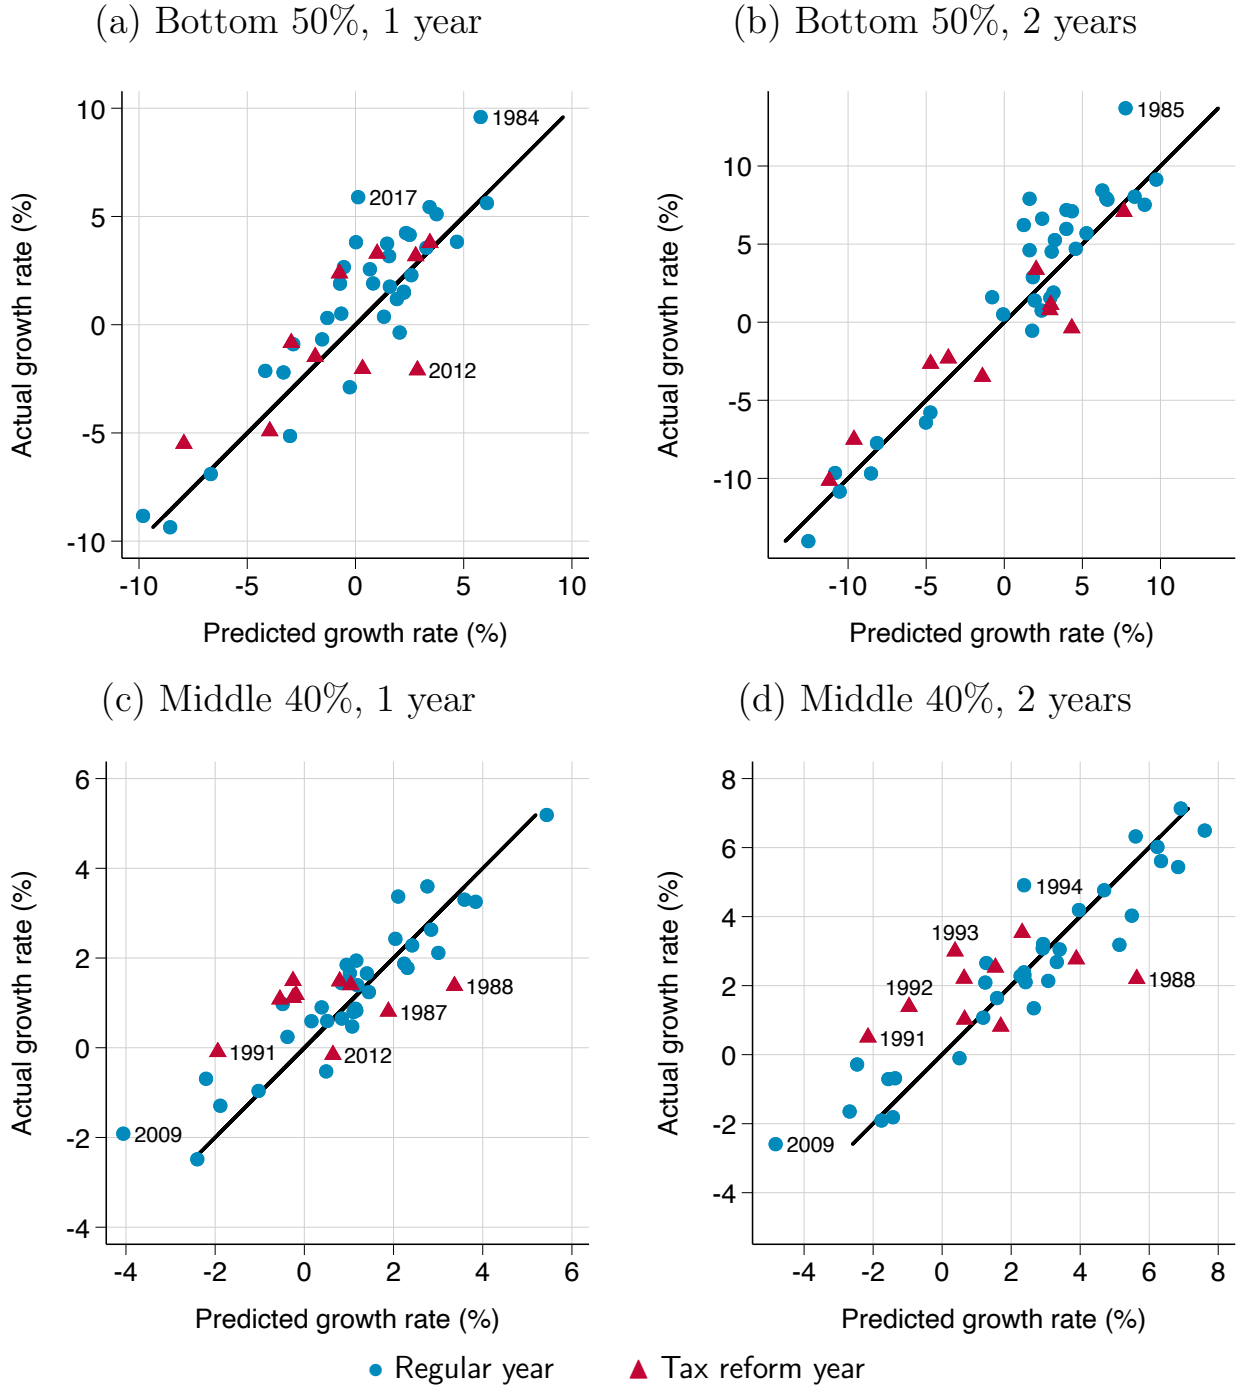 (a) Bottom 50%, 1 year
10
5
0
-5
-10
Actual growth rate (%)
1984
2017
2012
-10 -5 0 5 10
Predicted growth rate (%)
(b) Bottom 50%, 2 years
10
5
0
-5
-10
Actual growth rate (%)
1985
-10 -5 0 5 10
Predicted growth rate (%)
(c) Middle 40%, 1 year
6
4
2
0
-2
-4
Actual growth rate (%)
1988
1987
1991
2012
2009
-4 -2 0 2 4 6
Predicted growth rate (%)
(d) Middle 40%, 2 years
8
6
4
2
0
-2
-4
Actual growth rate (%)
1994
1993
1988
1992
1991
2009
-4 -2 0 2 4 6 8
Predicted growth rate (%)
Regular year
Tax reform year